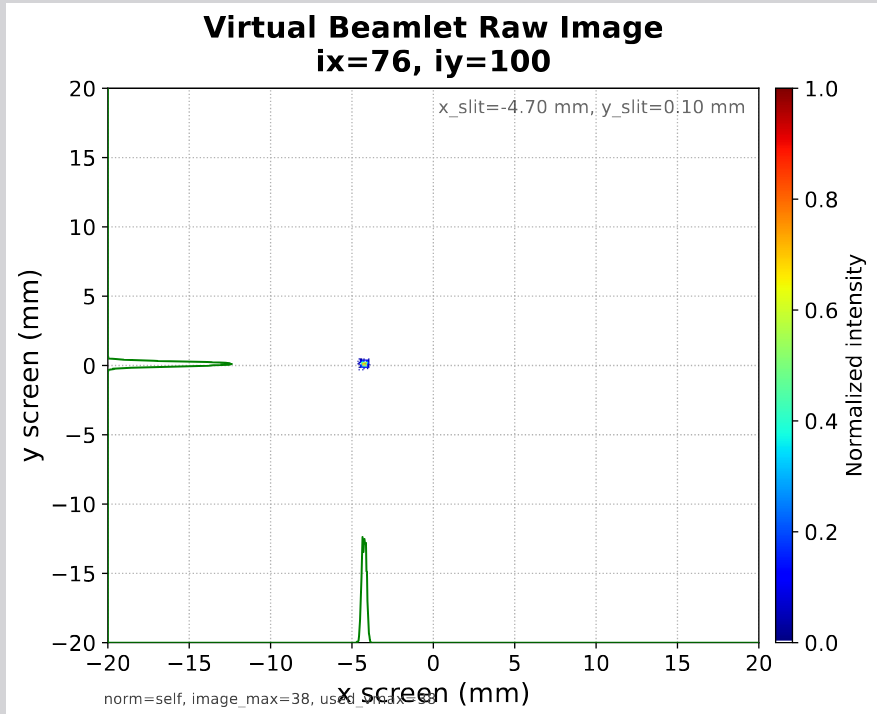 Virtual Beamlet Raw Image
ix=76, iy=100
x_slit=-4.70 mm, y_slit=0.10 mm
20
15
10
5
0
−5
−10
−15
−20
y screen (mm)
−20 −15 −10 −5 0 5 10 15 20
x screen (mm)
norm=self, image_max=38, used_vmax=38
1.0
0.8
0.6
0.4
0.2
0.0
Normalized intensity